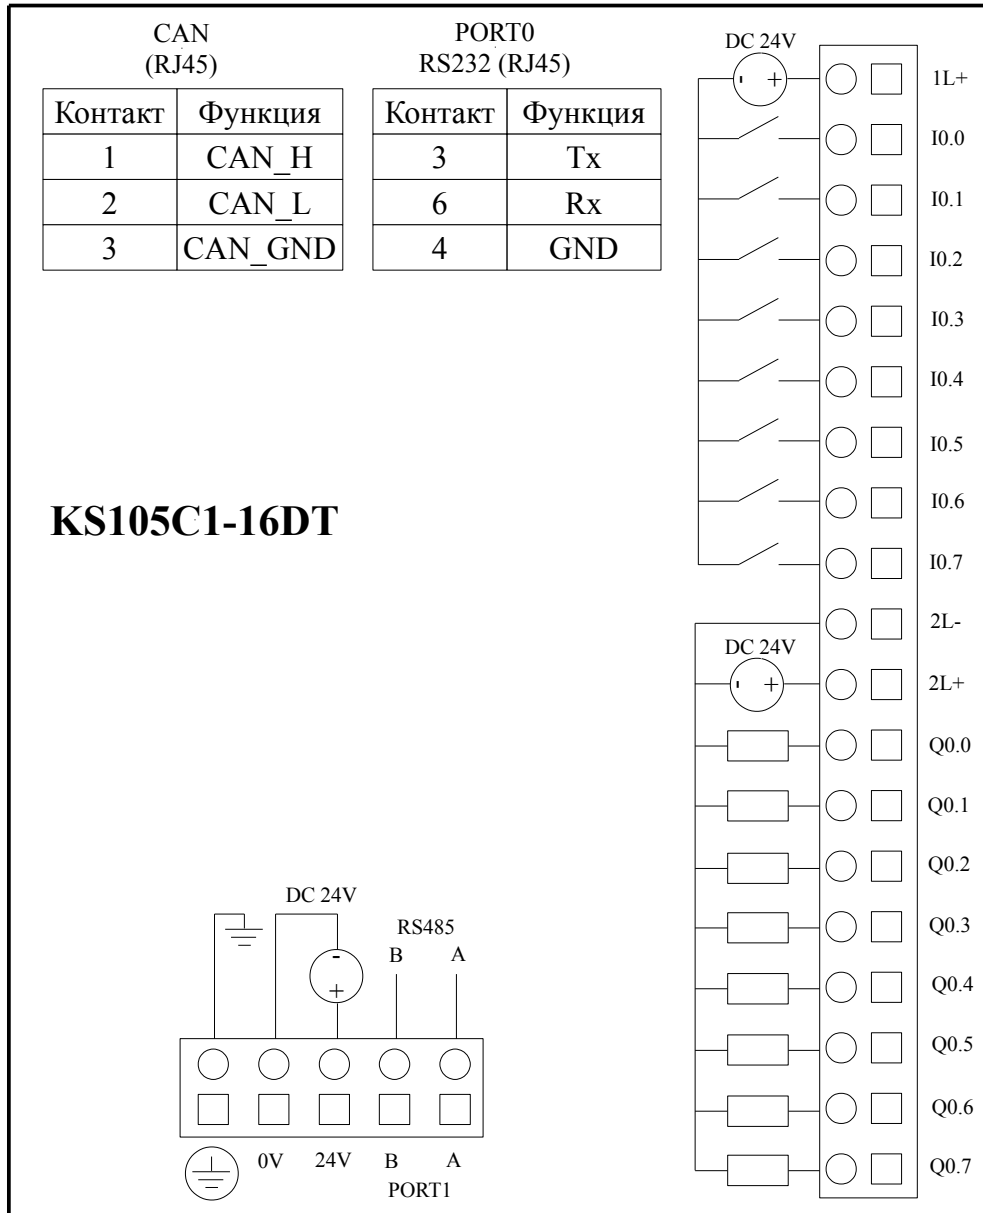 CAN
(RJ45)
Контакт Функция
1 CAN_H
2 CAN_L
3 CAN_GND
PORT0
RS232 (RJ45)
Контакт Функция
3 Tx
6 Rx
4 GND
KS105C1-16DT
DC 24V
- +
1L+
I0.0
I0.1
I0.2
I0.3
I0.4
I0.5
I0.6
I0.7
2L-
DC 24V
- +
2L+
Q0.0
Q0.1
Q0.2
Q0.3
Q0.4
Q0.5
Q0.6
Q0.7
DC 24V
-
+
RS485
B A
0V 24V B A
PORT1